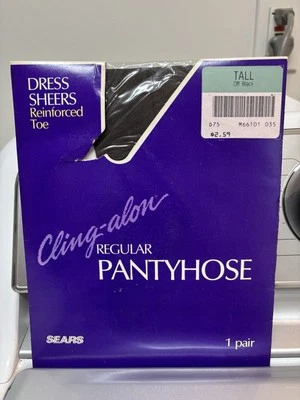 DRESS
SHEERS
Reinforced
Toe
TALL
Off Black
075 M66101 035
$2.59
Cling-alon
REGULAR
PANTYHOSE
SEARS
1 pair